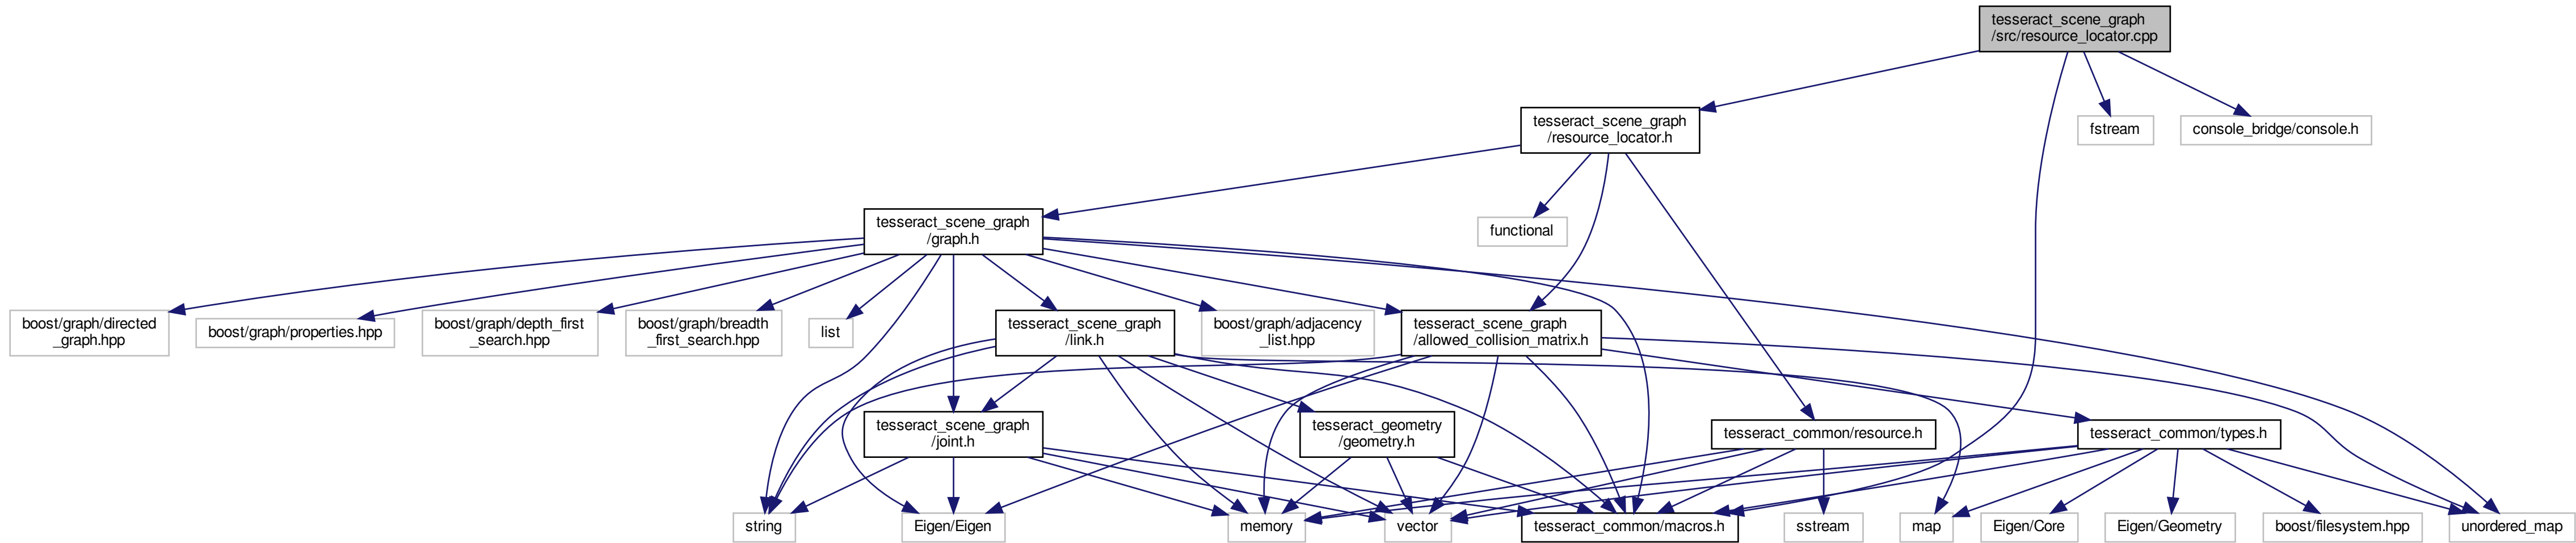 tesseract_scene_graph
/src/resource_locator.cpp
tesseract_scene_graph
/resource_locator.h
fstream
console_bridge/console.h
tesseract_scene_graph
/graph.h
functional
boost/graph/directed
_graph.hpp
boost/graph/properties.hpp
boost/graph/depth_first
_search.hpp
boost/graph/breadth
_first_search.hpp
list
tesseract_scene_graph
/link.h
boost/graph/adjacency
_list.hpp
tesseract_scene_graph
/allowed_collision_matrix.h
tesseract_scene_graph
/joint.h
tesseract_geometry
/geometry.h
tesseract_common/resource.h
tesseract_common/types.h
string
Eigen/Eigen
memory
vector
tesseract_common/macros.h
sstream
map
Eigen/Core
Eigen/Geometry
boost/filesystem.hpp
unordered_map